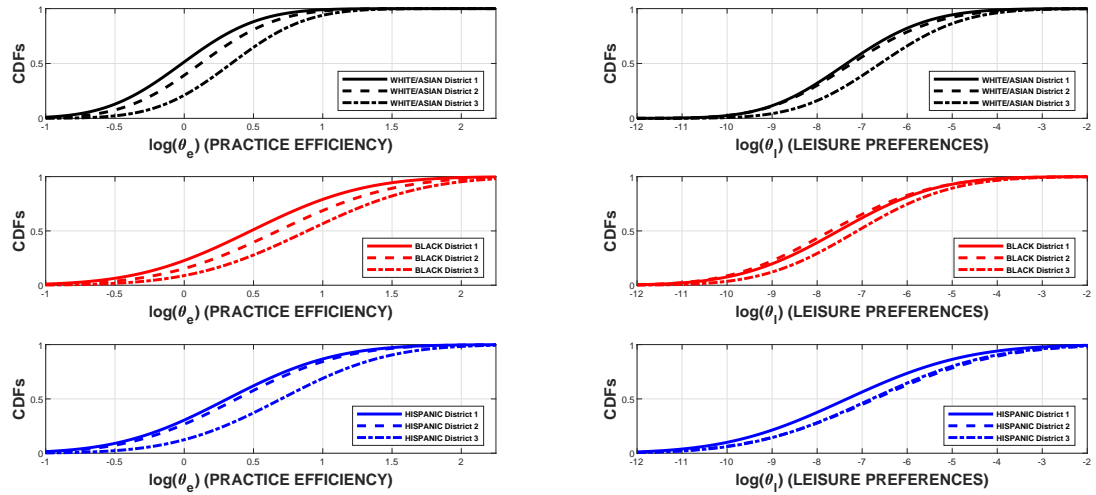 CDFs
1
0.5
0
-1
-0.5
0
0.5
1
1.5
2
WHITE/ASIAN District 1
WHITE/ASIAN District 2
WHITE/ASIAN District 3
log(θe) (PRACTICE EFFICIENCY)
CDFs
1
0.5
0
-12
-11
-10
-9
-8
-7
-6
-5
-4
-3
-2
WHITE/ASIAN District 1
WHITE/ASIAN District 2
WHITE/ASIAN District 3
log(θl) (LEISURE PREFERENCES)
CDFs
1
0.5
0
-1
-0.5
0
0.5
1
1.5
2
BLACK District 1
BLACK District 2
BLACK District 3
log(θe) (PRACTICE EFFICIENCY)
CDFs
1
0.5
0
-12
-11
-10
-9
-8
-7
-6
-5
-4
-3
-2
BLACK District 1
BLACK District 2
BLACK District 3
log(θl) (LEISURE PREFERENCES)
CDFs
1
0.5
0
-1
-0.5
0
0.5
1
1.5
2
HISPANIC District 1
HISPANIC District 2
HISPANIC District 3
log(θe) (PRACTICE EFFICIENCY)
CDFs
1
0.5
0
-12
-11
-10
-9
-8
-7
-6
-5
-4
-3
-2
HISPANIC District 1
HISPANIC District 2
HISPANIC District 3
log(θl) (LEISURE PREFERENCES)